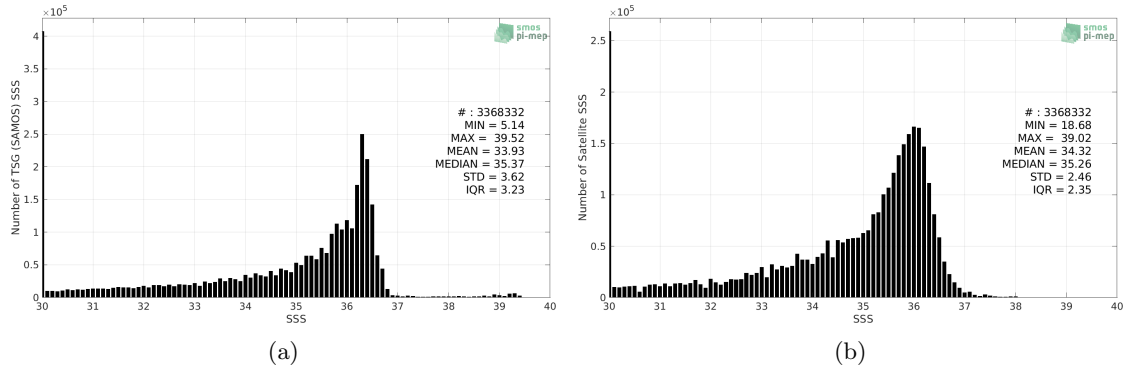 ×10⁵
4
3.5
3
2.5
2
1.5
1
0.5
0
Number of TSG (SAMOS) SSS
smos
pi-mep
# : 3368332
MIN = 5.14
MAX = 39.52
MEAN = 33.93
MEDIAN = 35.37
STD = 3.62
IQR = 3.23
30 31 32 33 34 35 36 37 38 39 40
SSS
(a)
×10⁵
2.5
2
1.5
1
0.5
0
Number of Satellite SSS
smos
pi-mep
# : 3368332
MIN = 18.68
MAX = 39.02
MEAN = 34.32
MEDIAN = 35.26
STD = 2.46
IQR = 2.35
30 31 32 33 34 35 36 37 38 39 40
SSS
(b)